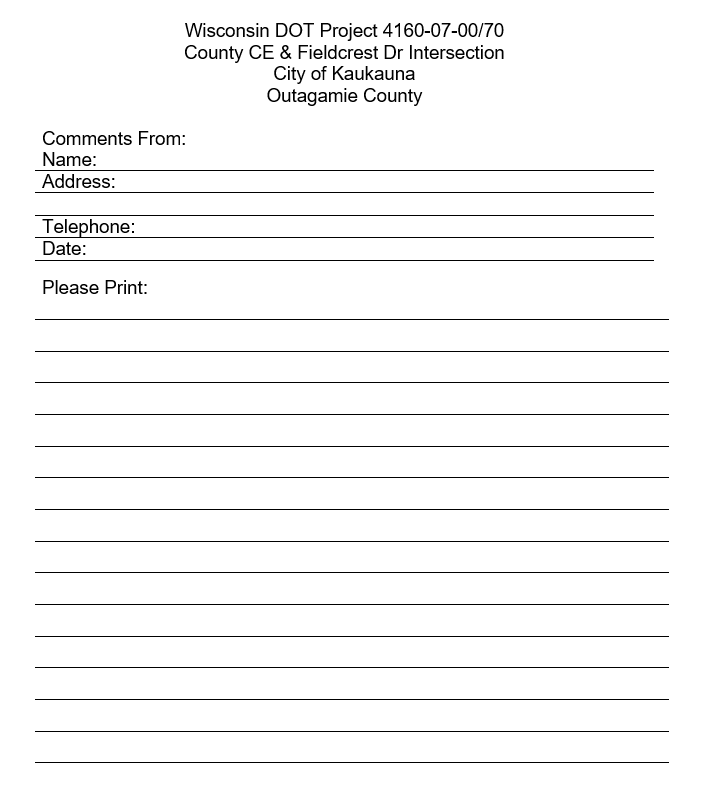 Wisconsin DOT Project 4160-07-00/70
County CE & Fieldcrest Dr Intersection
City of Kaukauna
Outagamie County
Comments From:
Name:
Address:
Telephone:
Date:
Please Print: